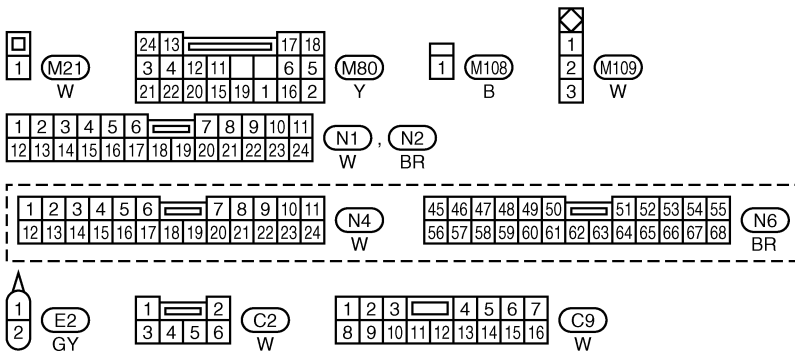 24 13 17 18
1 M21 3 4 12 11 6 5 M80 1 M108 1 2 3 M109
W 21 22 20 15 19 1 16 2 Y B W
1 2 3 4 5 6 7 8 9 10 11
12 13 14 15 16 17 18 19 20 21 22 23 24 N1 , N2
W BR
1 2 3 4 5 6 7 8 9 10 11 N4 45 46 47 48 49 50 51 52 53 54 55 N6
12 13 14 15 16 17 18 19 20 21 22 23 24 W 56 57 58 59 60 61 62 63 64 65 66 67 68 BR
1 E2 1 2 C2 1 2 3 4 5 6 7 C9
2 GY 3 4 5 6 W 8 9 10 11 12 13 14 15 16 W